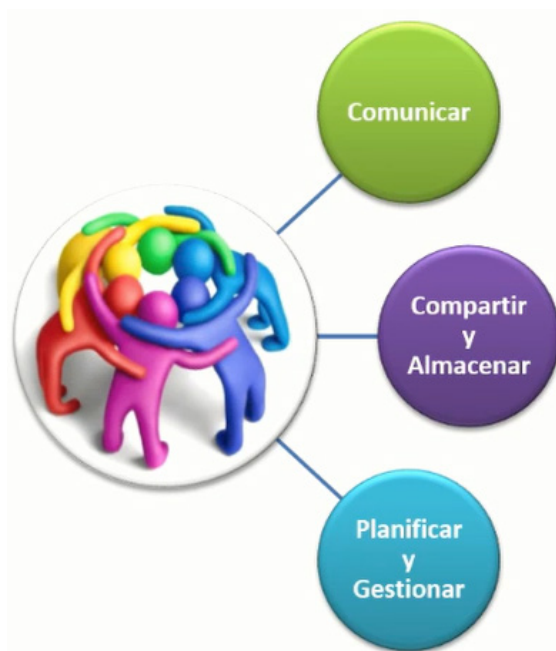 Comunicar
Compartir
y
Almacenar
Planificar
y
Gestionar